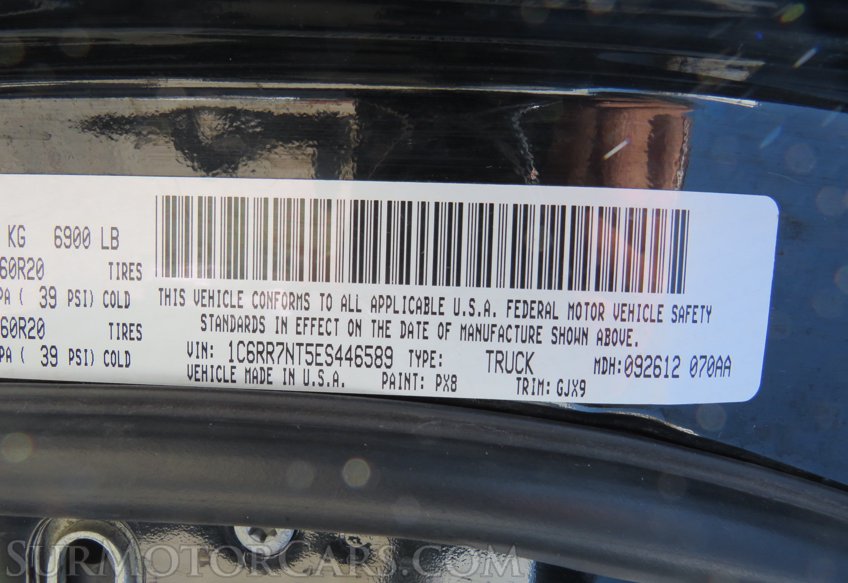 KG 6900 LB
60R20 TIRES
PA ( 39 PSI) COLD
60R20 TIRES
PA ( 39 PSI) COLD
THIS VEHICLE CONFORMS TO ALL APPLICABLE U.S.A. FEDERAL MOTOR VEHICLE SAFETY
STANDARDS IN EFFECT ON THE DATE OF MANUFACTURE SHOWN ABOVE.
VIN: 1C6RR7NT5ES446589 TYPE: TRUCK MDH:092612 070AA
VEHICLE MADE IN U.S.A. PAINT: PX8 TRIM: GJX9
SURMOTORCARS.COM